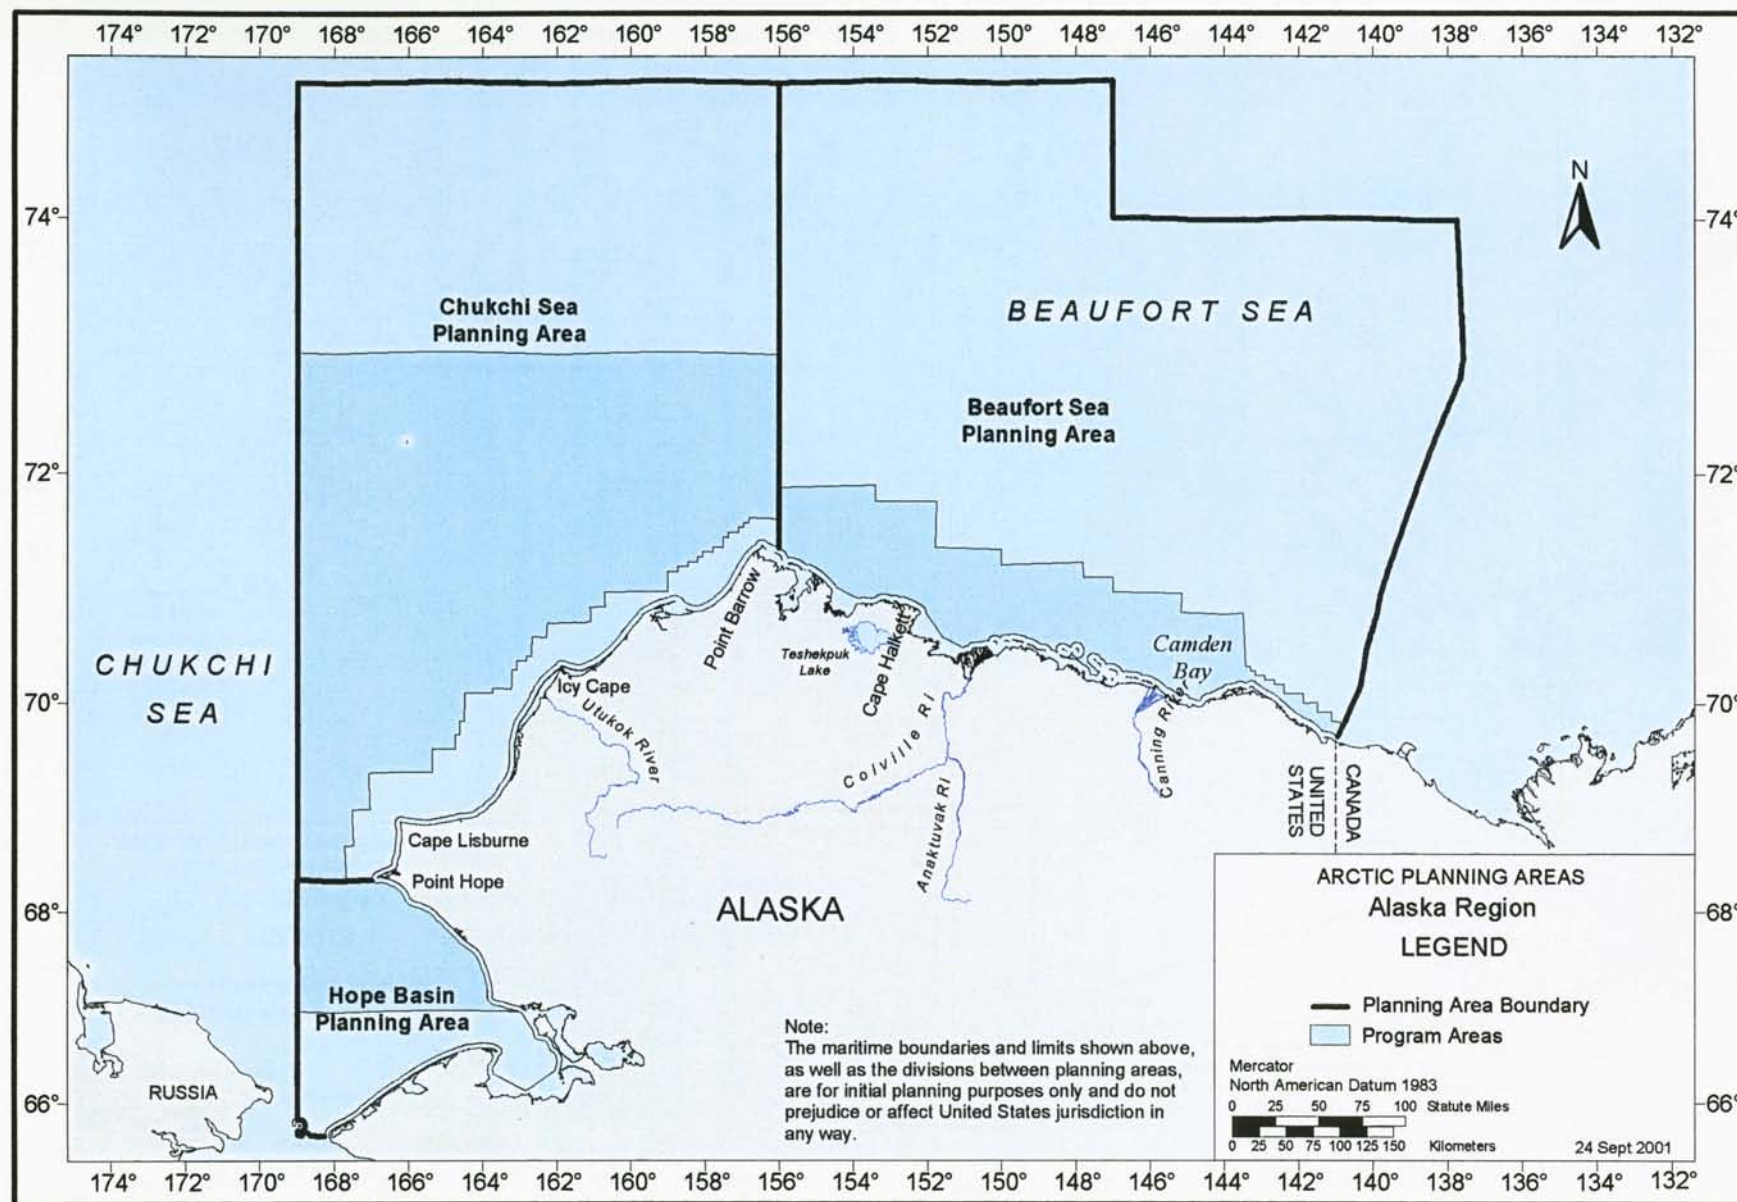 174° 172° 170° 168° 166° 164° 162° 160° 158° 156° 154° 152° 150° 148° 146° 144° 142° 140° 138° 136° 134° 132°
74°
74°
N
Chukchi Sea
Planning Area
BEAUFORT SEA
Beaufort Sea
Planning Area
72°
72°
CHUKCHI
SEA
Point Barrow
Teshekpuk
Lake
Cape Halkett
Camden
Bay
70°
70°
Icy Cape
Utukok River
Colville Ri
Canning River
Anaktuvak Ri
UNITED
STATES
CANADA
Cape Lisburne
Point Hope
ALASKA
68°
68°
Hope Basin
Planning Area
RUSSIA
66°
66°
Note:
The maritime boundaries and limits shown above,
as well as the divisions between planning areas,
are for initial planning purposes only and do not
prejudice or affect United States jurisdiction in
any way.
ARCTIC PLANNING AREAS
Alaska Region
LEGEND
Planning Area Boundary
Program Areas
Mercator
North American Datum 1983
0 25 50 75 100 Statute Miles
0 25 50 75 100 125 150 Kilometers
24 Sept 2001
174° 172° 170° 168° 166° 164° 162° 160° 158° 156° 154° 152° 150° 148° 146° 144° 142° 140° 138° 136° 134° 132°